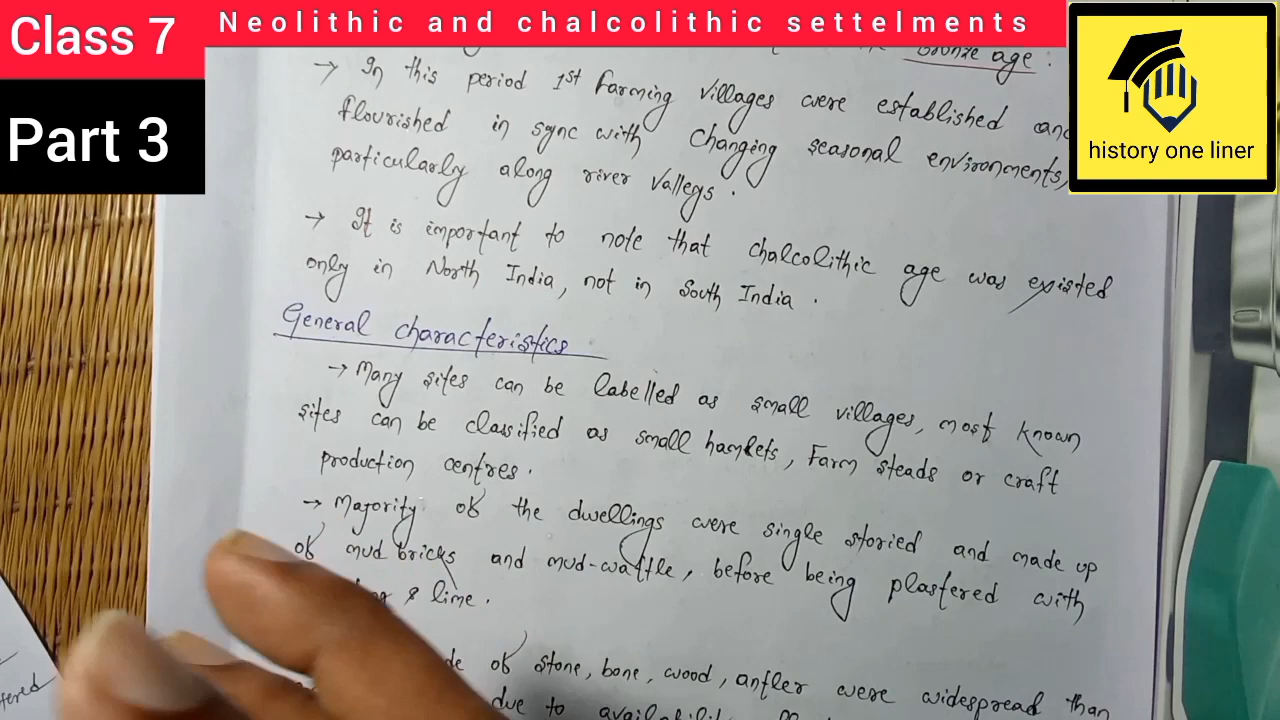 Class 7
Neolithic and chalcolithic settelments
Part 3
history one liner
the Bronze age :
→ In this period 1st farming villages were established and
flourished in sync with changing seasonal environments,
particularly along river valleys.
→ It is important to note that chalcolithic age was existed
only in North India, not in South India.
General characteristics
→ Many sites can be labelled as small villages, most known
sites can be classified as small hamlets, Farm steads or craft
production centres.
→ Majority of the dwellings were single storied and made up
of mud bricks and mud-wattle, before being plastered with
& lime.
of stone, bone, wood, antler were widespread than
due to